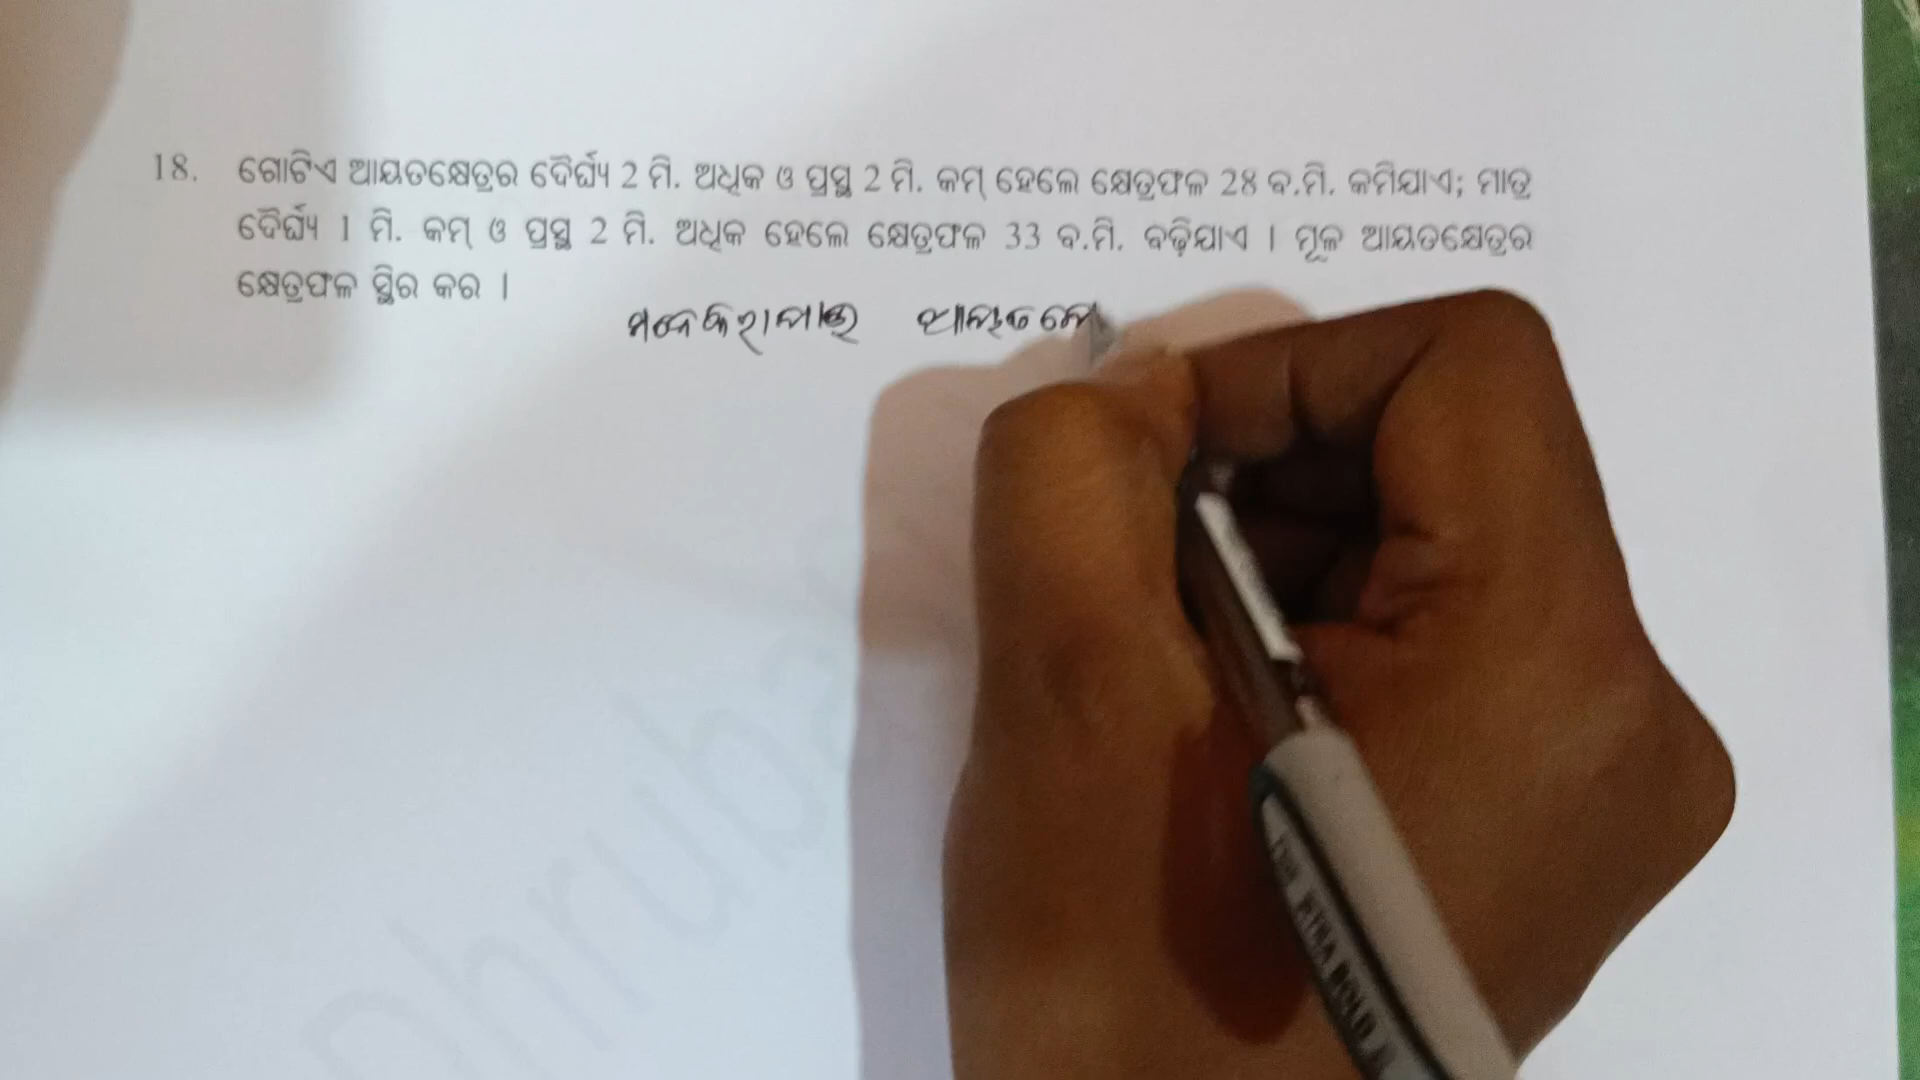 18. ଗୋଟିଏ ଆୟତକ୍ଷେତ୍ରର ଦୈର୍ଘ୍ୟ 2 ମି. ଅଧିକ ଓ ପ୍ରସ୍ଥ 2 ମି. କମ୍ ହେଲେ କ୍ଷେତ୍ରଫଳ 28 ବ.ମି. କମିଯାଏ; ମାତ୍ର
ଦୈର୍ଘ୍ୟ 1 ମି. କମ୍ ଓ ପ୍ରସ୍ଥ 2 ମି. ଅଧିକ ହେଲେ କ୍ଷେତ୍ରଫଳ 33 ବ.ମି. ବଢ଼ିଯାଏ । ମୂଳ ଆୟତକ୍ଷେତ୍ରର
କ୍ଷେତ୍ରଫଳ ସ୍ଥିର କର ।
ମନେକରାଯାଉ